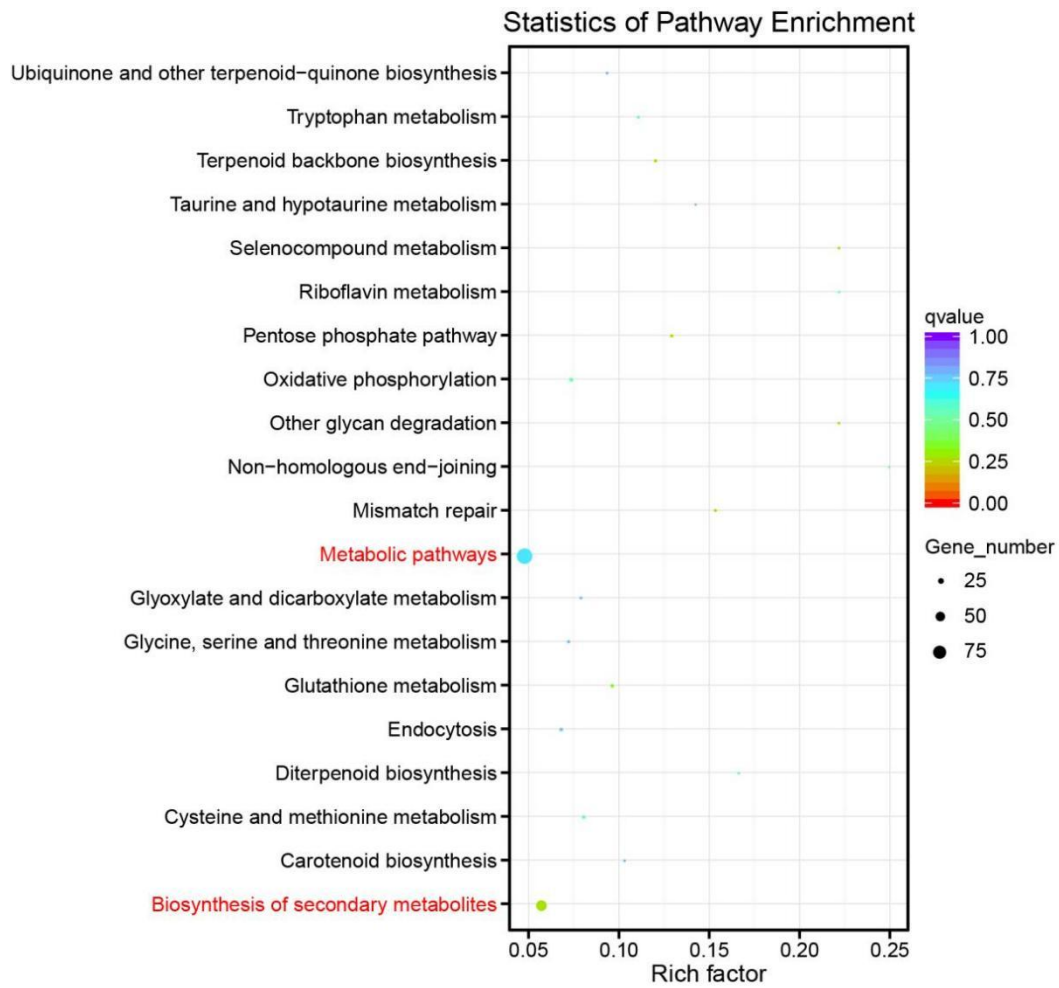 Statistics of Pathway Enrichment
Ubiquinone and other terpenoid−quinone biosynthesis
Tryptophan metabolism
Terpenoid backbone biosynthesis
Taurine and hypotaurine metabolism
Selenocompound metabolism
Riboflavin metabolism
Pentose phosphate pathway
Oxidative phosphorylation
Other glycan degradation
Non−homologous end−joining
Mismatch repair
Metabolic pathways
Glyoxylate and dicarboxylate metabolism
Glycine, serine and threonine metabolism
Glutathione metabolism
Endocytosis
Diterpenoid biosynthesis
Cysteine and methionine metabolism
Carotenoid biosynthesis
Biosynthesis of secondary metabolites
0.05 0.10 0.15 0.20 0.25
Rich factor
qvalue
1.00
0.75
0.50
0.25
0.00
Gene_number
25
50
75